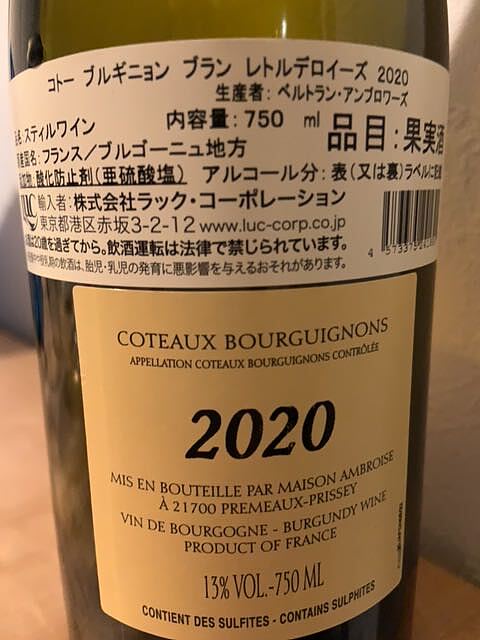 コトー ブルギニョン ブラン レトルデロイーズ 2020
生産者：ベルトラン・アンブロワーズ
スティルワイン
内容量：750 ml
品目：果実酒
産国名：フランス／ブルゴーニュ地方
酸化防止剤（亜硫酸塩） アルコール分：表（又は裏）ラベルに記載
LUC
輸入者：株式会社ラック・コーポレーション
東京都港区赤坂3-2-12 www.luc-corp.co.jp
は20歳を過ぎてから。飲酒運転は法律で禁じられています。
や授乳期の飲酒は、胎児・乳児の発育に悪影響を与えるおそれがあります。
COTEAUX BOURGUIGNONS
APPELLATION COTEAUX BOURGUIGNONS CONTRÔLÉE
2020
MIS EN BOUTEILLE PAR MAISON AMBROISE
À 21700 PREMEAUX-PRISSEY
VIN DE BOURGOGNE - BURGUNDY WINE
PRODUCT OF FRANCE
13% VOL.-750 ML
CONTIENT DES SULFITES - CONTAINS SULPHITES